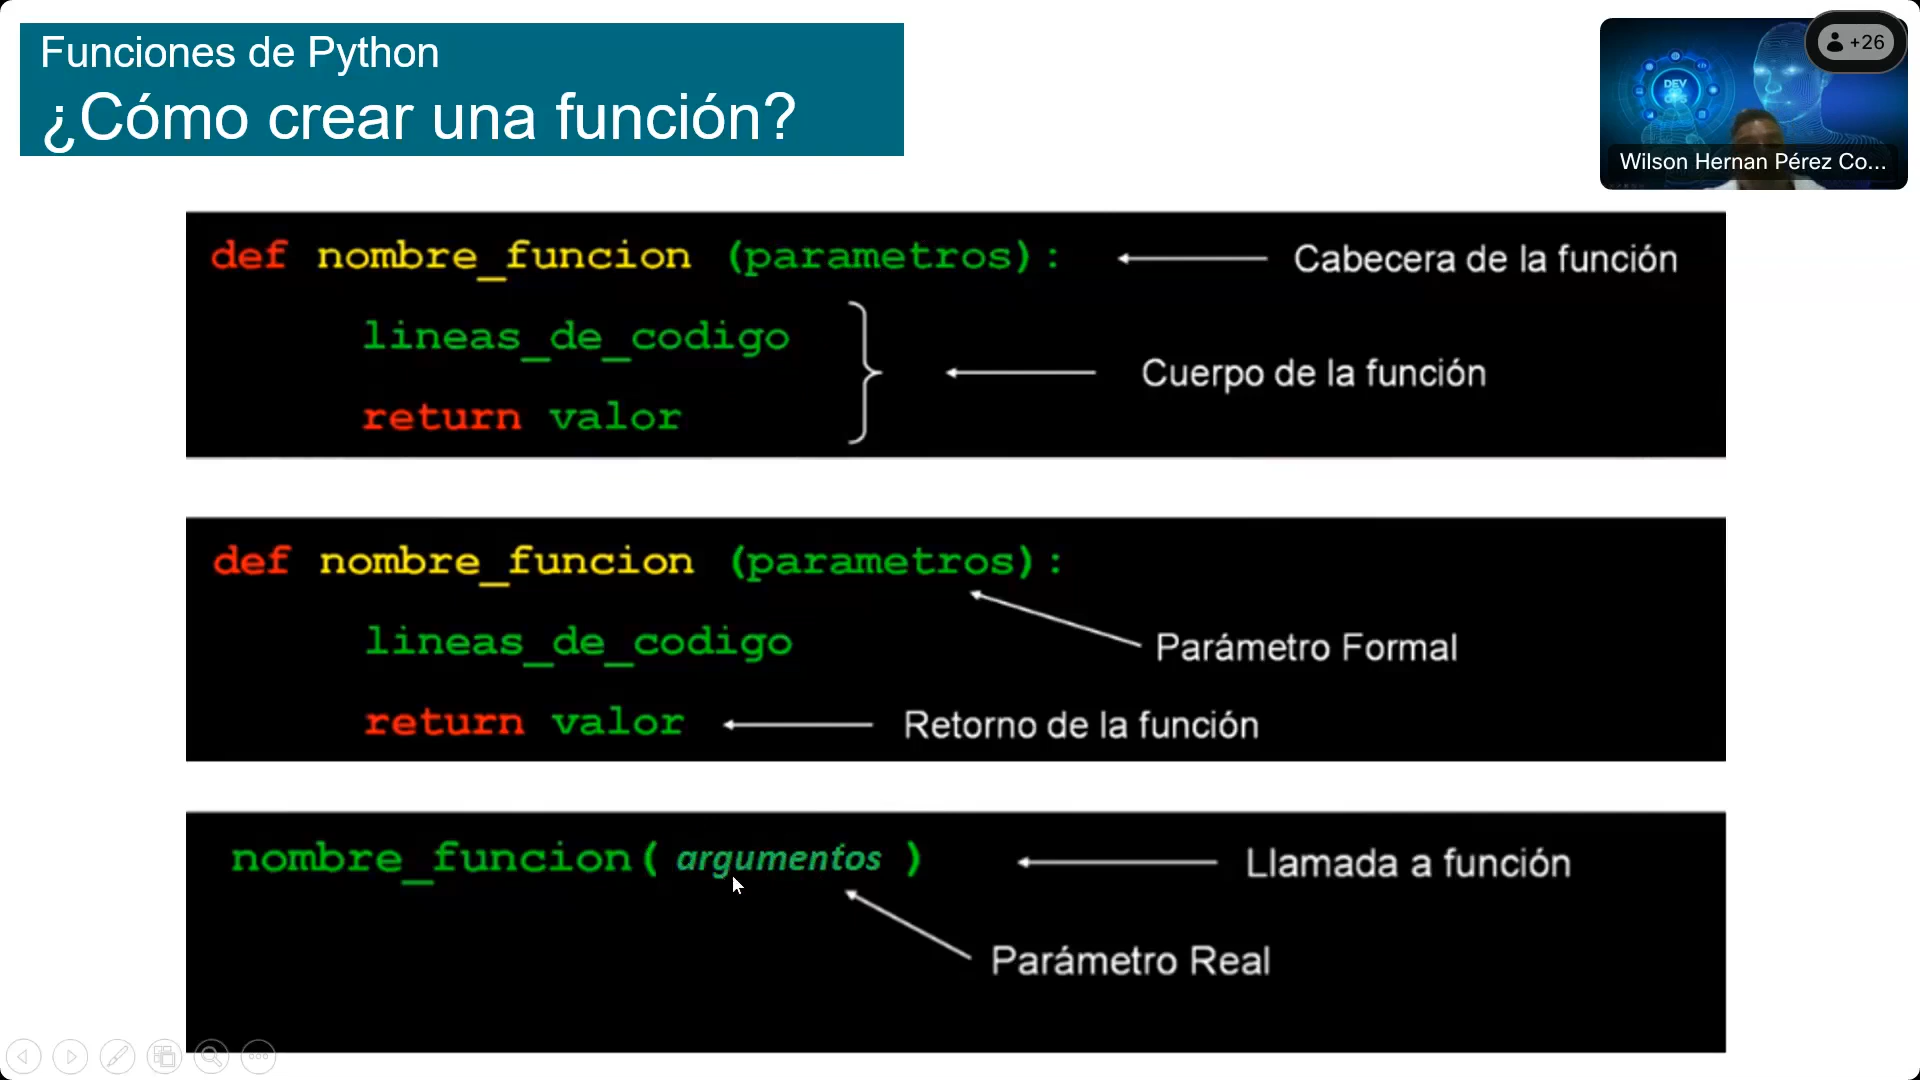 Funciones de Python
¿Cómo crear una función?
+26
DEV
Wilson Hernan Pérez Co...
def nombre_funcion (parametros):
Cabecera de la función
lineas_de_codigo
Cuerpo de la función
return valor
def nombre_funcion (parametros):
lineas_de_codigo
Parámetro Formal
return valor
Retorno de la función
nombre_funcion( argumentos )
Llamada a función
Parámetro Real